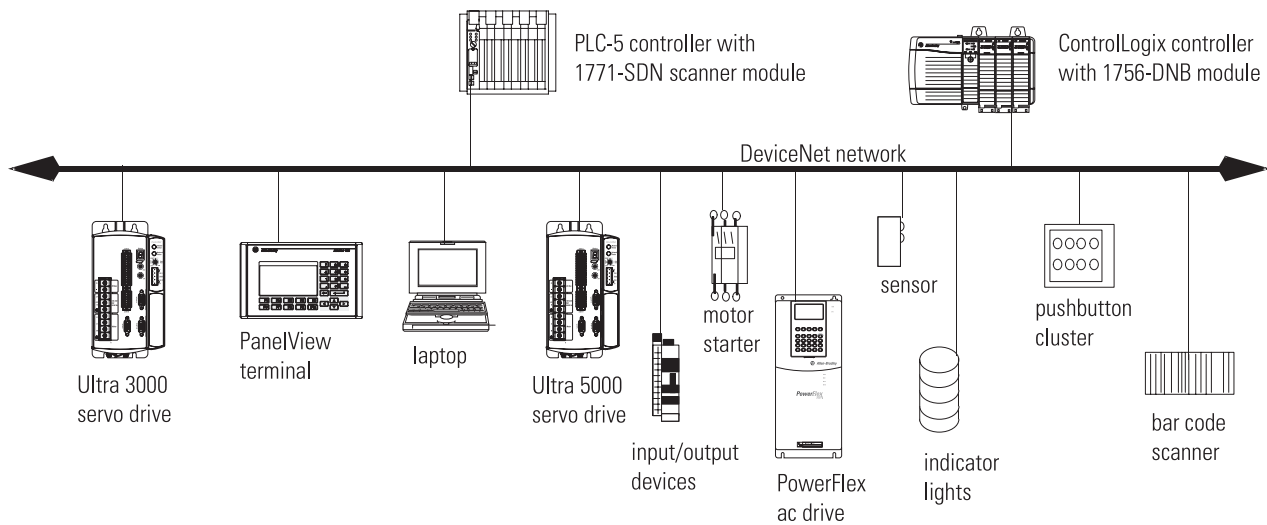 PLC-5 controller with
1771-SDN scanner module
ControlLogix controller
with 1756-DNB module
DeviceNet network
Ultra 3000
servo drive
PanelView
terminal
laptop
Ultra 5000
servo drive
input/output
devices
motor
starter
PowerFlex
PowerFlex
ac drive
sensor
indicator
lights
pushbutton
cluster
bar code
scanner